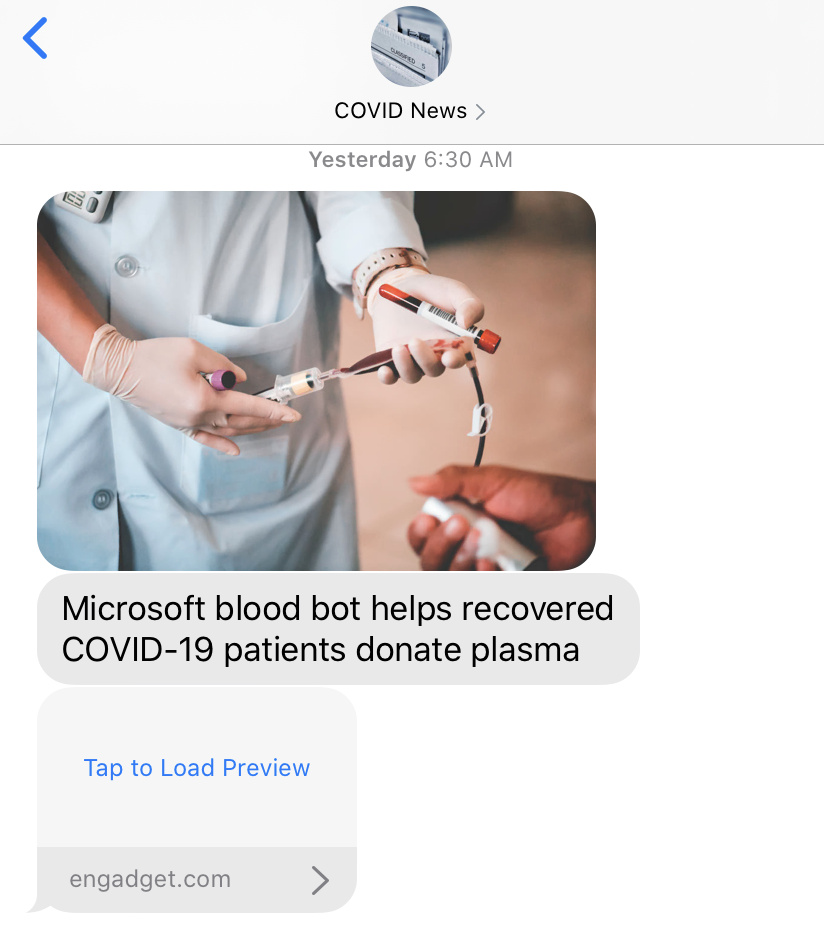 CLASSIFIED
COVID News
Yesterday 6:30 AM
Microsoft blood bot helps recovered
COVID-19 patients donate plasma
Tap to Load Preview
engadget.com